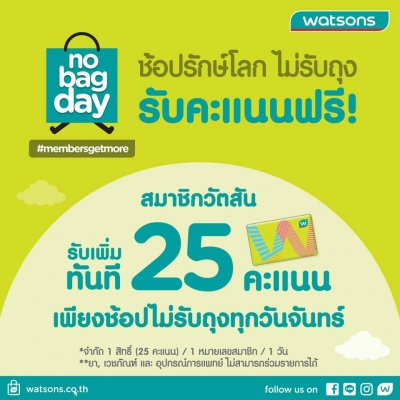 watsons
no
bag
day
ช้อปรักษ์โลก ไม่รับถุง
รับคะแนนฟรี!
#membersgetmore
สมาชิกวัตสัน
รับเพิ่ม
ทันที 25 คะแนน
เพียงช้อปไม่รับถุงทุกวันจันทร์
*จำกัด 1 สิทธิ์ (25 คะแนน) / 1 หมายเลขสมาชิก / 1 วัน
**ยา, เวชภัณฑ์ และ อุปกรณ์การแพทย์ ไม่สามารถร่วมรายการได้
watsons.co.th
follow us on